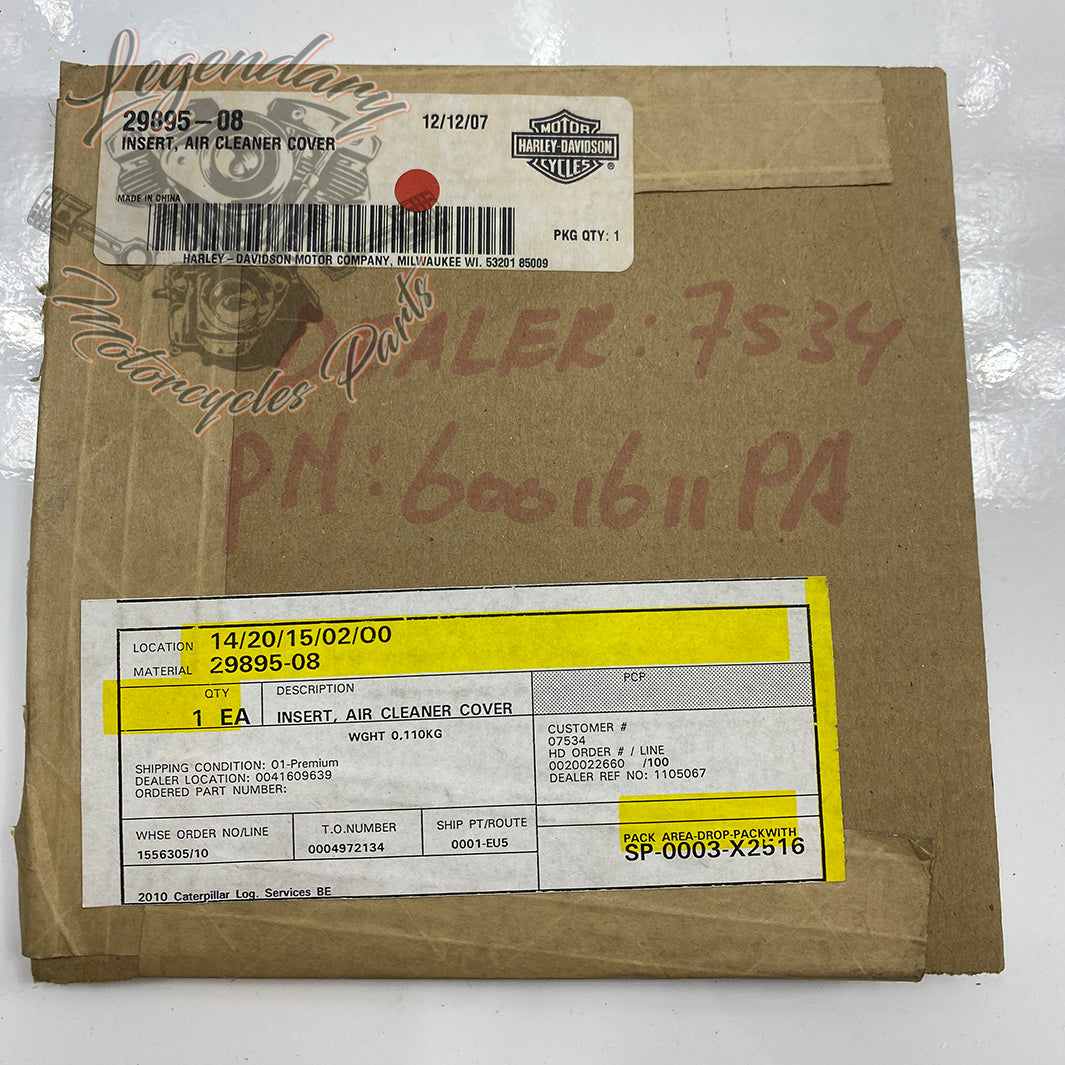 Legendary
Motorcycles Parts
29895-08
INSERT, AIR CLEANER COVER
12/12/07
MOTOR
HARLEY-DAVIDSON
CYCLES
®
MADE IN CHINA
PKG QTY: 1
HARLEY-DAVIDSON MOTOR COMPANY, MILWAUKEE WI. 53201 85009
DEALER: 7534
PN: 6001611PA
LOCATION 14/20/15/02/00
MATERIAL 29895-08
QTY
1 EA
DESCRIPTION
INSERT, AIR CLEANER COVER
WGHT 0,110KG
PCP
SHIPPING CONDITION: 01-Premium
DEALER LOCATION: 0041609639
ORDERED PART NUMBER:
CUSTOMER #
07534
HD ORDER # / LINE
0020022660 /100
DEALER REF NO: 1105067
WHSE ORDER NO/LINE
1556305/10
T.O.NUMBER
0004972134
SHIP PT/ROUTE
0001-EU5
PACK AREA-DROP-PACKWITH
SP-0003-X2516
2010 Caterpillar Log. Services BE